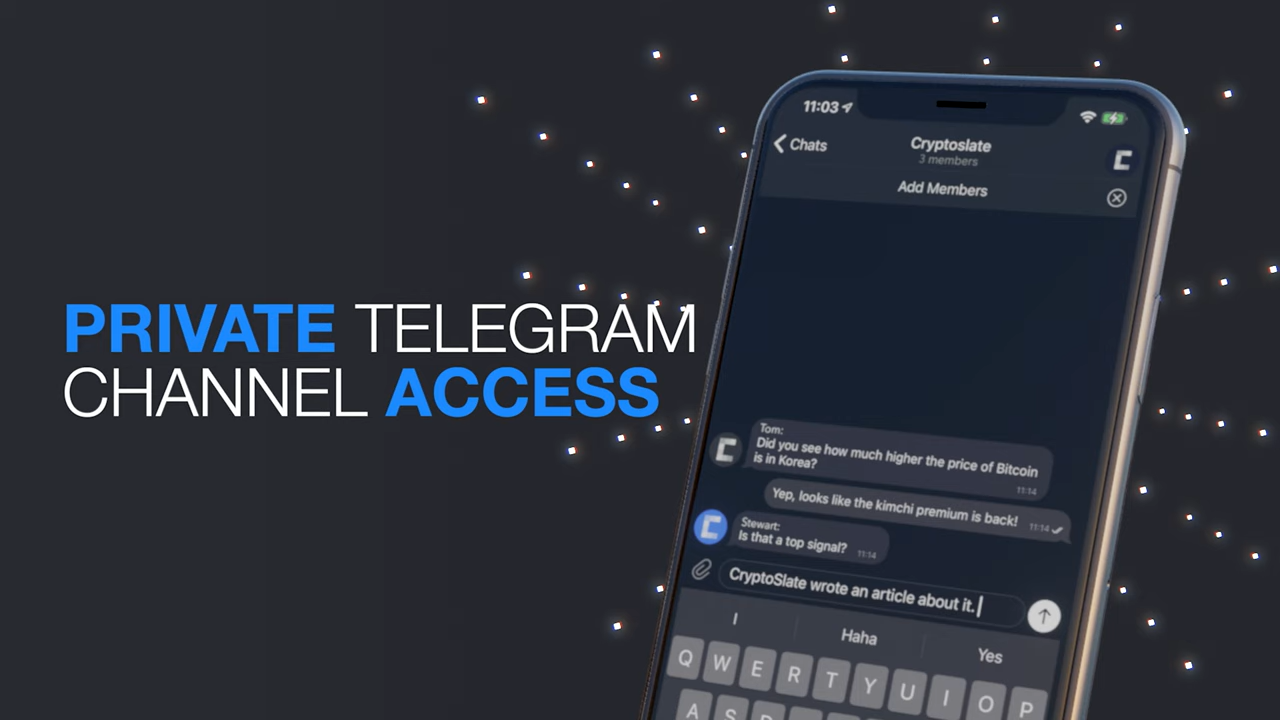 PRIVATE TELEGRAM
CHANNEL ACCESS
11:03
Chats
Cryptoslate
3 members
Add Members
Tom:
Did you see how much higher the price of Bitcoin
is in Korea?
11:14
Yep, looks like the kimchi premium is back!
11:14
Stewart:
Is that a top signal?
11:14
CryptoSlate wrote an article about it.
I
Haha
Yes
Q W E R T Y U I O P
A S D